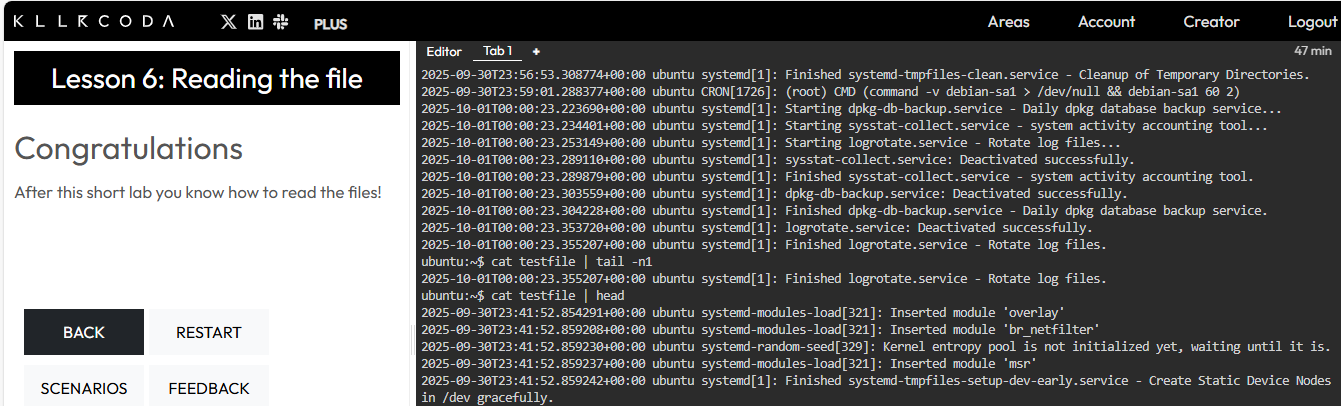 KLLRCODA
PLUS
Areas
Account
Creator
Logout
Lesson 6: Reading the file
Congratulations
After this short lab you know how to read the files!
BACK
RESTART
SCENARIOS
FEEDBACK
Editor
Tab 1
+
47 min
2025-09-30T23:56:53.308774+00:00 ubuntu systemd[1]: Finished systemd-tmpfiles-clean.service - Cleanup of Temporary Directories.
2025-09-30T23:59:01.288377+00:00 ubuntu CRON[1726]: (root) CMD (command -v debian-sa1 > /dev/null && debian-sa1 60 2)
2025-10-01T00:00:23.223690+00:00 ubuntu systemd[1]: Starting dpkg-db-backup.service - Daily dpkg database backup service...
2025-10-01T00:00:23.234401+00:00 ubuntu systemd[1]: Starting sysstat-collect.service - system activity accounting tool...
2025-10-01T00:00:23.253149+00:00 ubuntu systemd[1]: Starting logrotate.service - Rotate log files...
2025-10-01T00:00:23.289110+00:00 ubuntu systemd[1]: sysstat-collect.service: Deactivated successfully.
2025-10-01T00:00:23.289879+00:00 ubuntu systemd[1]: Finished sysstat-collect.service - system activity accounting tool.
2025-10-01T00:00:23.303559+00:00 ubuntu systemd[1]: dpkg-db-backup.service: Deactivated successfully.
2025-10-01T00:00:23.304228+00:00 ubuntu systemd[1]: Finished dpkg-db-backup.service - Daily dpkg database backup service.
2025-10-01T00:00:23.353720+00:00 ubuntu systemd[1]: logrotate.service: Deactivated successfully.
2025-10-01T00:00:23.355207+00:00 ubuntu systemd[1]: Finished logrotate.service - Rotate log files.
ubuntu:~$ cat testfile | tail -n1
2025-10-01T00:00:23.355207+00:00 ubuntu systemd[1]: Finished logrotate.service - Rotate log files.
ubuntu:~$ cat testfile | head
2025-09-30T23:41:52.854291+00:00 ubuntu systemd-modules-load[321]: Inserted module 'overlay'
2025-09-30T23:41:52.859208+00:00 ubuntu systemd-modules-load[321]: Inserted module 'br_netfilter'
2025-09-30T23:41:52.859230+00:00 ubuntu systemd-random-seed[329]: Kernel entropy pool is not initialized yet, waiting until it is.
2025-09-30T23:41:52.859237+00:00 ubuntu systemd-modules-load[321]: Inserted module 'msr'
2025-09-30T23:41:52.859242+00:00 ubuntu systemd[1]: Finished systemd-tmpfiles-setup-dev-early.service - Create Static Device Nodes
in /dev gracefully.